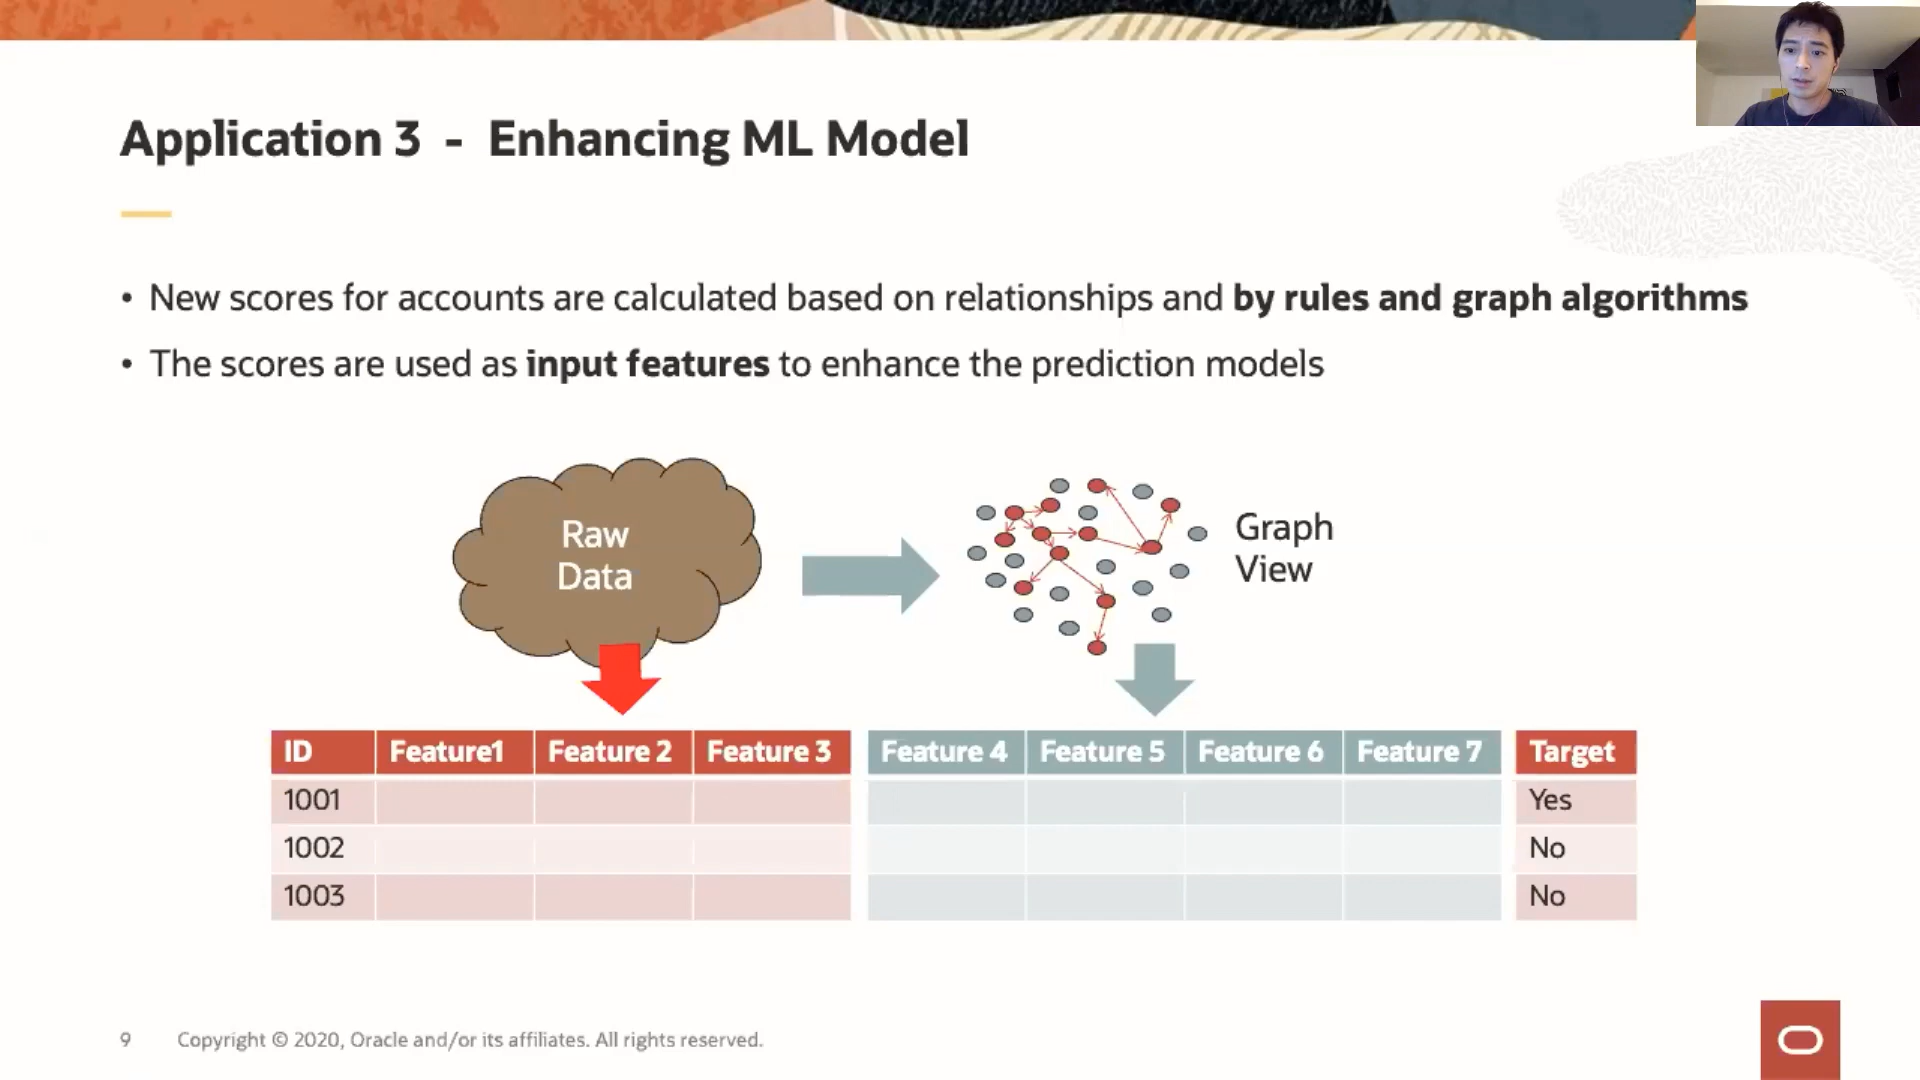 Application 3 - Enhancing ML Model
• New scores for accounts are calculated based on relationships and by rules and graph algorithms
• The scores are used as input features to enhance the prediction models
Raw
Data
Graph
View
ID Feature1 Feature 2 Feature 3 Feature 4 Feature 5 Feature 6 Feature 7 Target
1001 Yes
1002 No
1003 No
9 Copyright © 2020, Oracle and/or its affiliates. All rights reserved.